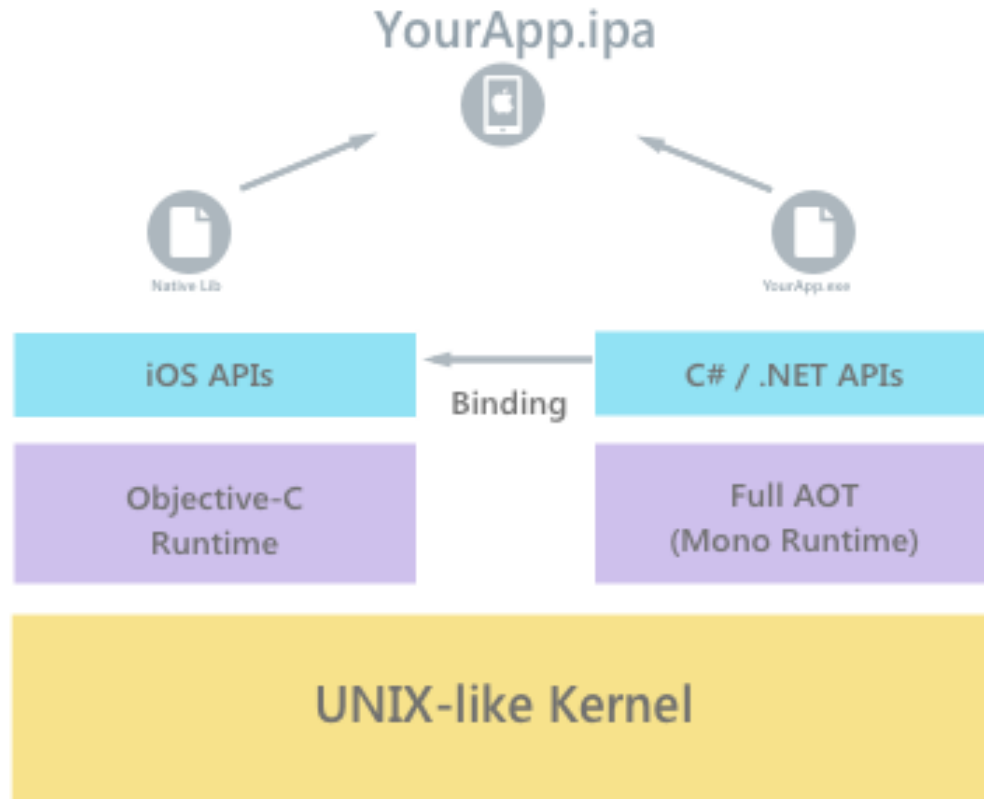 YourApp.ipa
Native Lib
YourApp.exe
iOS APIs
Binding
C# / .NET APIs
Objective-C
Runtime
Full AOT
(Mono Runtime)
UNIX-like Kernel